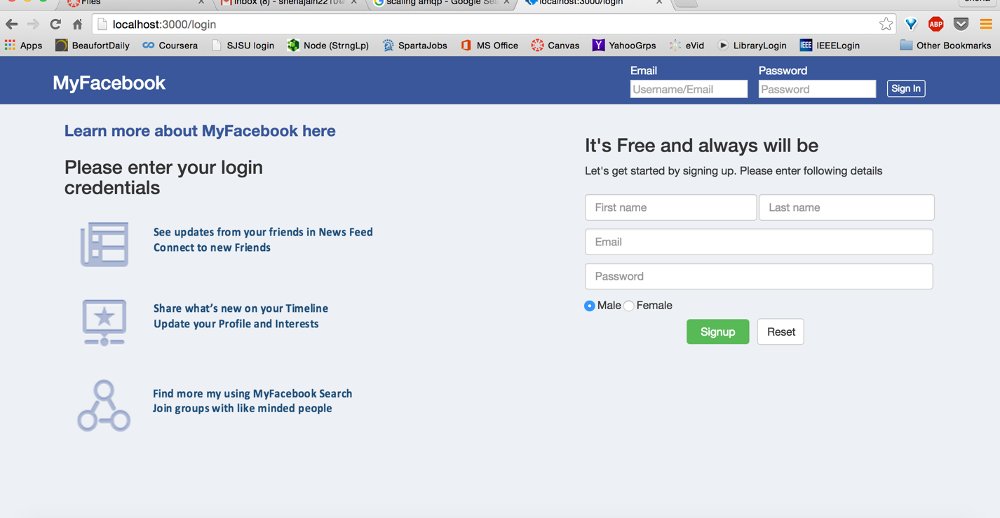 Files
Inbox (8) - shenajain2210@
scaling amqp - Google Sea
localhost:3000/login
localhost:3000/login
ABP
Apps BeaufortDaily Coursera SJSU login Node (StrngLp) SpartaJobs MS Office Canvas YahooGrps eVid LibraryLogin IEEELogin Other Bookmarks
MyFacebook
Email Password
Username/Email Password Sign In
Learn more about MyFacebook here
Please enter your login
credentials
See updates from your friends in News Feed
Connect to new Friends
Share what's new on your Timeline
Update your Profile and Interests
Find more my using MyFacebook Search
Join groups with like minded people
It's Free and always will be
Let's get started by signing up. Please enter following details
First name Last name
Email
Password
Male Female
Signup Reset